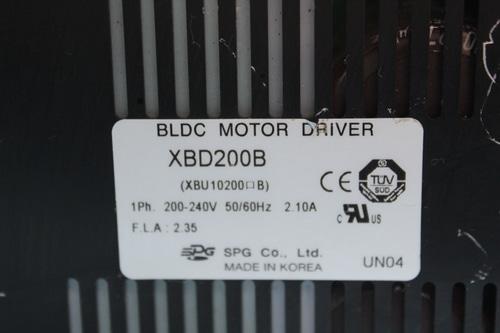 BLDC MOTOR DRIVER
XBD200B
(XBU10200□B)
1Ph. 200-240V 50/60Hz 2.10A
F.L.A : 2.35
CE
TÜV
SÜD
C RU US
SPG SPG Co., Ltd.
MADE IN KOREA
UN04